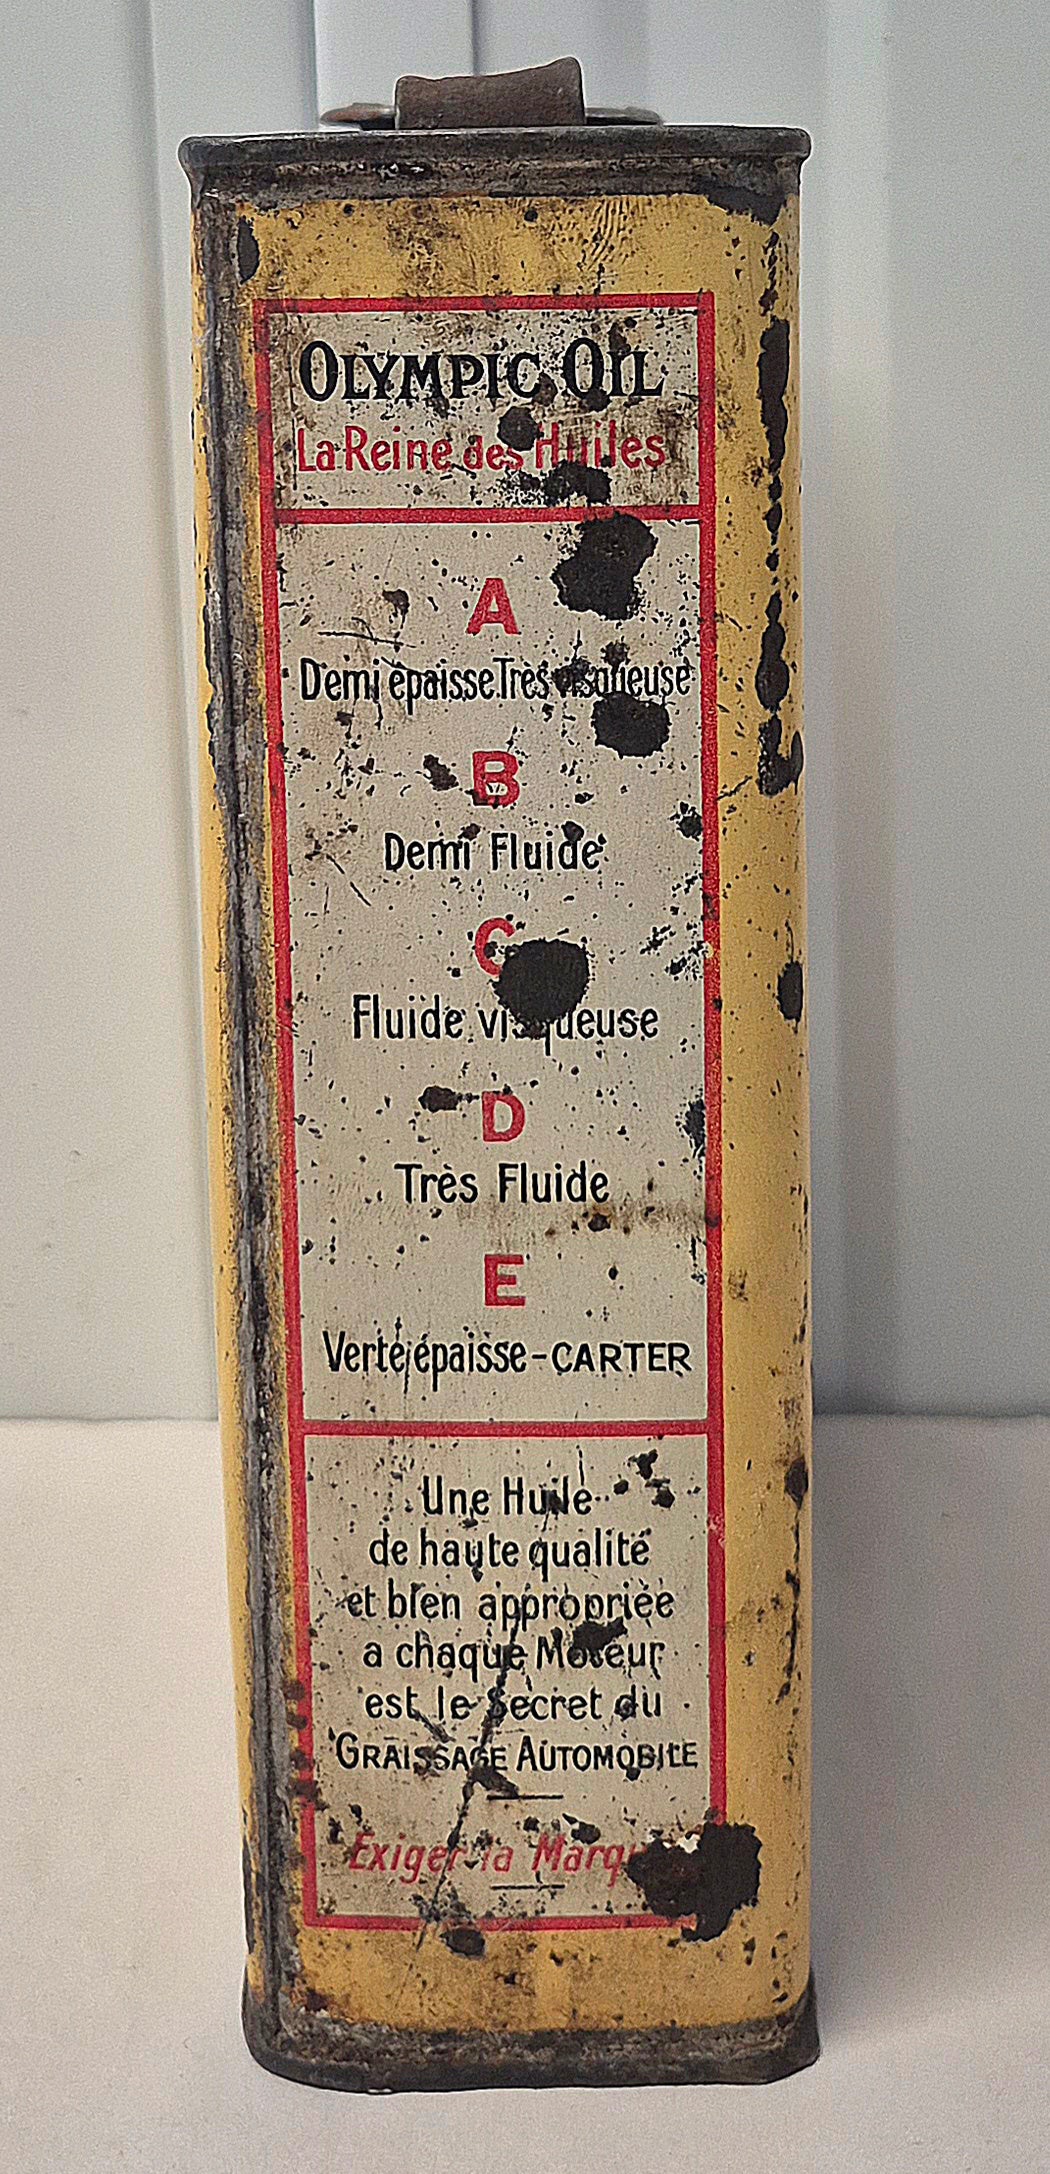 OLYMPIC OIL
La Reine des Huiles
A
Demi épaisse Très visqueuse
B
Demi Fluide
C
Fluide visqueuse
D
Très Fluide
E
Verte épaisse - CARTER
Une Huile
de haute qualité
et bien appropriée
a chaque Moteur
est le Secret du
GRAISSAGE AUTOMOBILE
Exiger la